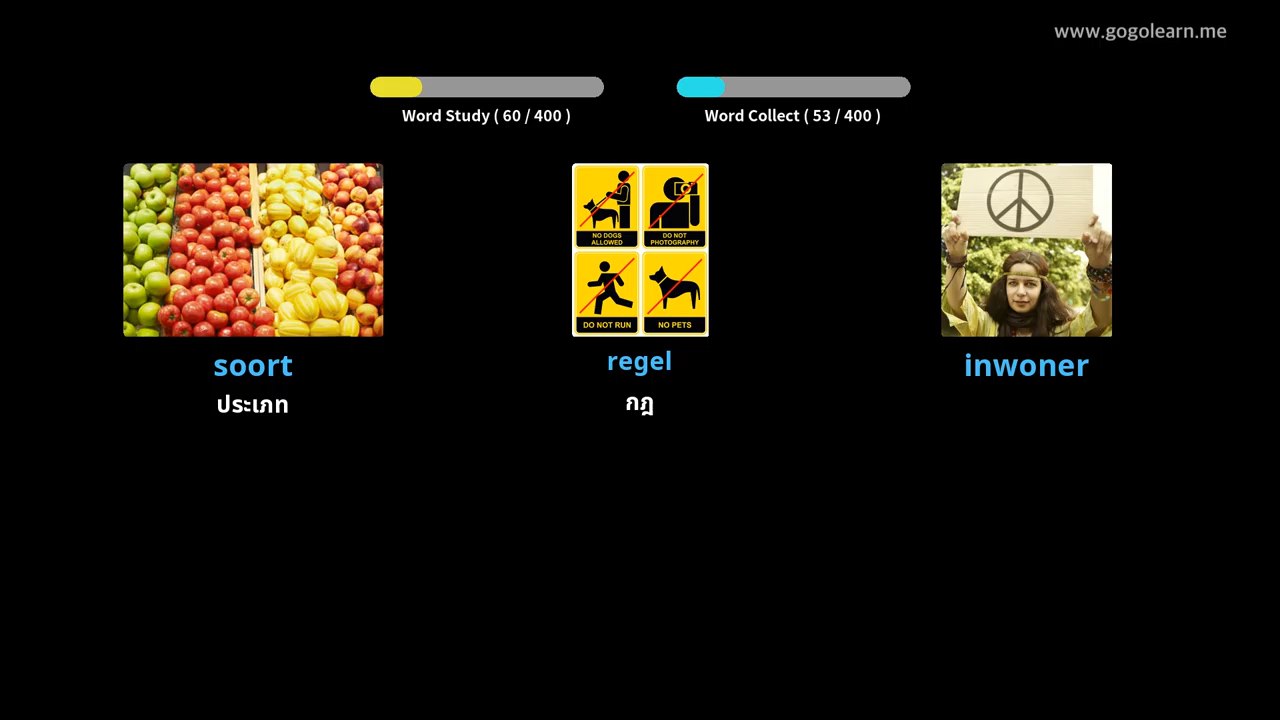 www.gogolearn.me
Word Study ( 60 / 400 )
Word Collect ( 53 / 400 )
NO DOGS
ALLOWED
DO NOT
PHOTOGRAPHY
DO NOT RUN
NO PETS
soort
regel
inwoner
ประเภท
กฎ